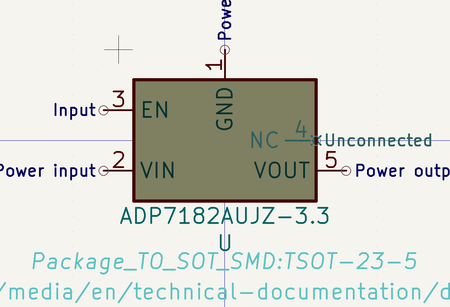 Powe
1
GND
Input
3
EN
NC
4
Unconnected
Power input
2
VIN
VOUT
5
Power outp
ADP7182AUJZ-3.3
U
Package_TO_SOT_SMD:TSOT-23-5
/media/en/technical-documentation/d